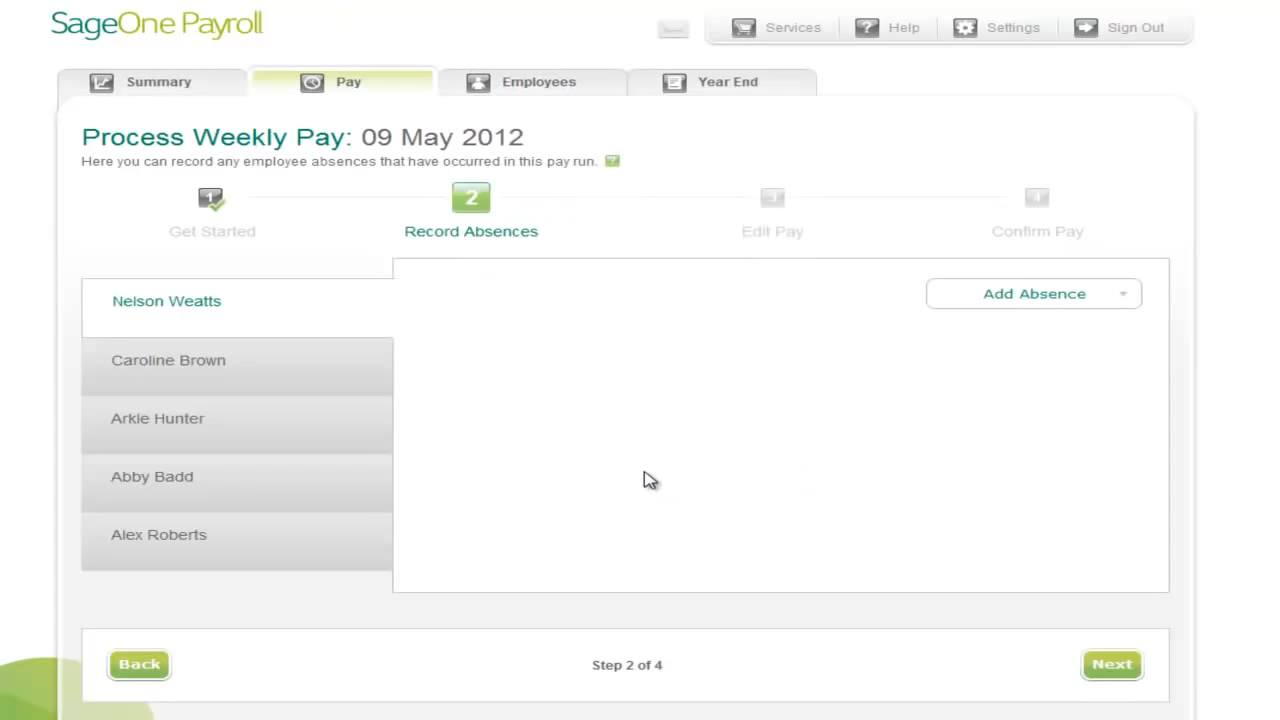 SageOne Payroll
Services
Help
Settings
Sign Out
Summary
Pay
Employees
Year End
Process Weekly Pay: 09 May 2012
Here you can record any employee absences that have occurred in this pay run. ?
1
2
3
4
Get Started
Record Absences
Edit Pay
Confirm Pay
Nelson Weatts
Add Absence
Caroline Brown
Arkle Hunter
Abby Badd
Alex Roberts
Back
Step 2 of 4
Next